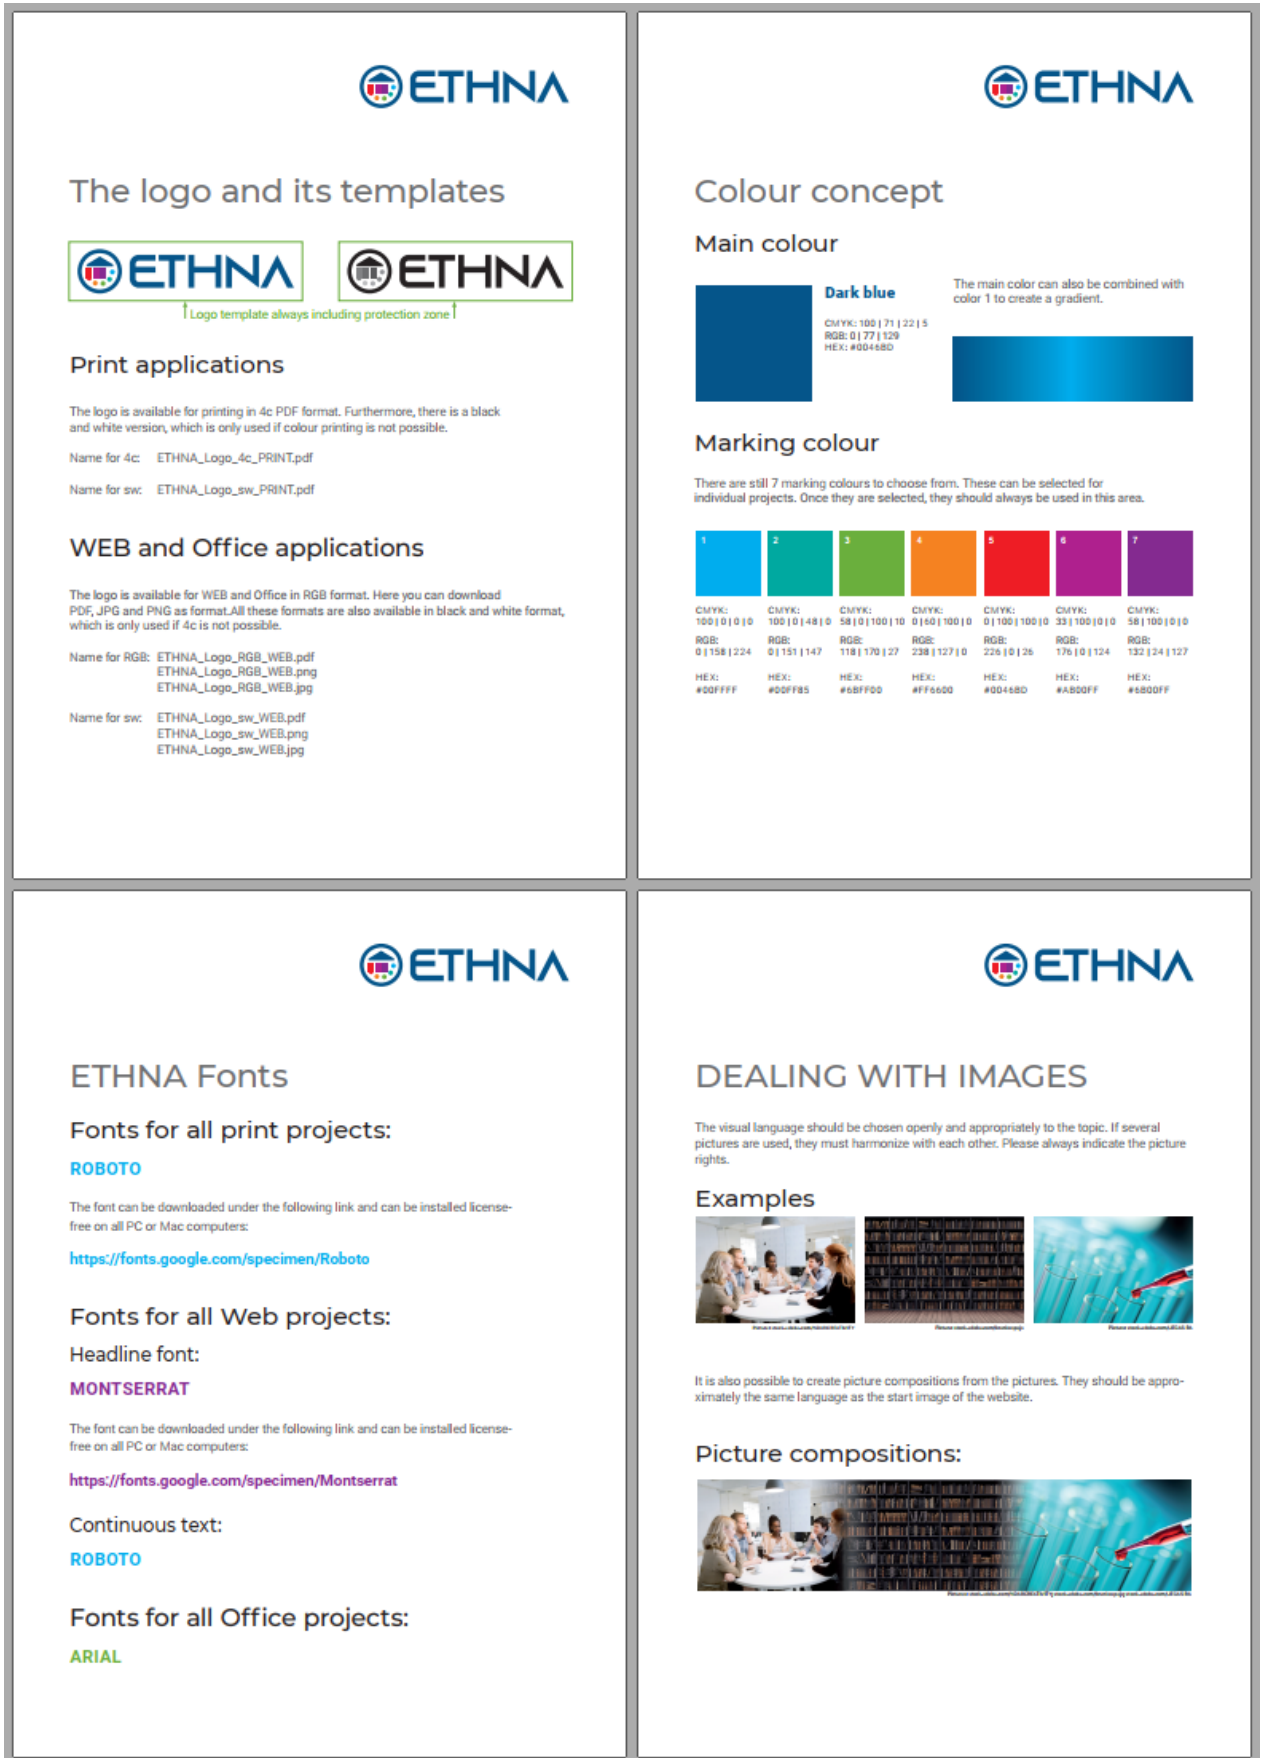 ETHNA
The logo and its templates
ETHNA
ETHNA
Logo template always including protection zone
Print applications
The logo is available for printing in 4c PDF format. Furthermore, there is a black
and white version, which is only used if colour printing is not possible.
Name for 4c: ETHNA_Logo_4c_PRINT.pdf
Name for sw: ETHNA_Logo_sw_PRINT.pdf
WEB and Office applications
The logo is available for WEB and Office in RGB format. Here you can download
PDF, JPG and PNG as format.All these formats are also available in black and white format,
which is only used if 4c is not possible.
Name for RGB: ETHNA_Logo_RGB_WEB.pdf
ETHNA_Logo_RGB_WEB.png
ETHNA_Logo_RGB_WEB.jpg
Name for sw: ETHNA_Logo_sw_WEB.pdf
ETHNA_Logo_sw_WEB.png
ETHNA_Logo_sw_WEB.jpg
ETHNA
Colour concept
Main colour
Dark blue
CMYK: 100 | 71 | 22 | 5
RGB: 0 | 77 | 129
HEX: #00468D
The main color can also be combined with
color 1 to create a gradient.
Marking colour
There are still 7 marking colours to choose from. These can be selected for
individual projects. Once they are selected, they should always be used in this area.
1 2 3 4 5 6 7
CMYK: CMYK: CMYK: CMYK: CMYK: CMYK: CMYK:
100 | 0 | 0 | 0 100 | 0 | 48 | 0 58 | 0 | 100 | 10 0 | 60 | 100 | 0 0 | 100 | 100 | 0 33 | 100 | 0 | 0 58 | 100 | 0 | 0
RGB: RGB: RGB: RGB: RGB: RGB: RGB:
0 | 158 | 224 0 | 151 | 147 118 | 170 | 27 238 | 127 | 0 226 | 0 | 26 176 | 0 | 124 132 | 24 | 127
HEX: HEX: HEX: HEX: HEX: HEX: HEX:
#00FFFF #00FF85 #6BFF00 #FF6600 #00468D #AB00FF #6B00FF
ETHNA
ETHNA Fonts
Fonts for all print projects:
ROBOTO
The font can be downloaded under the following link and can be installed license-
free on all PC or Mac computers:
https://fonts.google.com/specimen/Roboto
Fonts for all Web projects:
Headline font:
MONTSERRAT
The font can be downloaded under the following link and can be installed license-
free on all PC or Mac computers:
https://fonts.google.com/specimen/Montserrat
Continuous text:
ROBOTO
Fonts for all Office projects:
ARIAL
ETHNA
DEALING WITH IMAGES
The visual language should be chosen openly and appropriately to the topic. If several
pictures are used, they must harmonize with each other. Please always indicate the picture
rights.
Examples
It is also possible to create picture compositions from the pictures. They should be appro-
ximately the same language as the start image of the website.
Picture compositions: